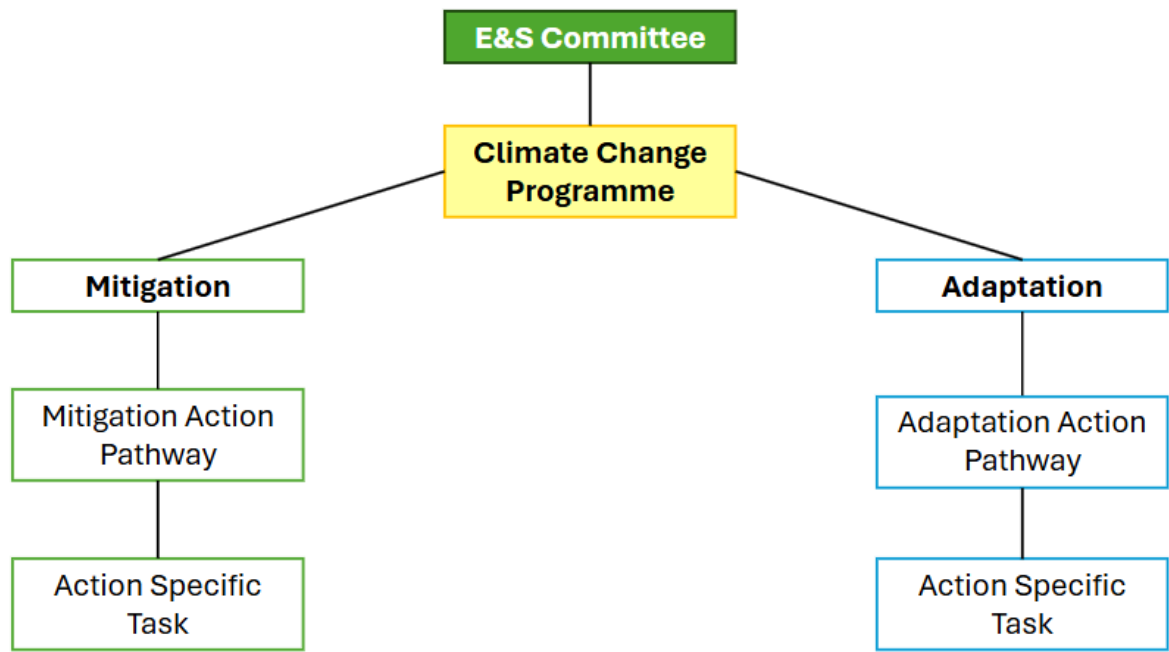 E&S Committee
Climate Change
Programme
Mitigation
Adaptation
Mitigation Action
Pathway
Adaptation Action
Pathway
Action Specific
Task
Action Specific
Task